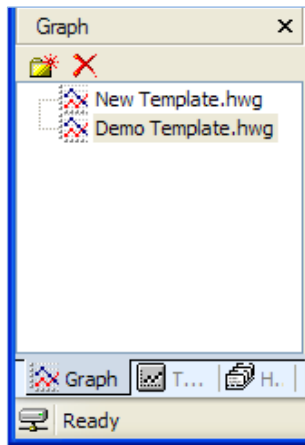 Graph
New Template.hwg
Demo Template.hwg
Graph T... H..
Ready